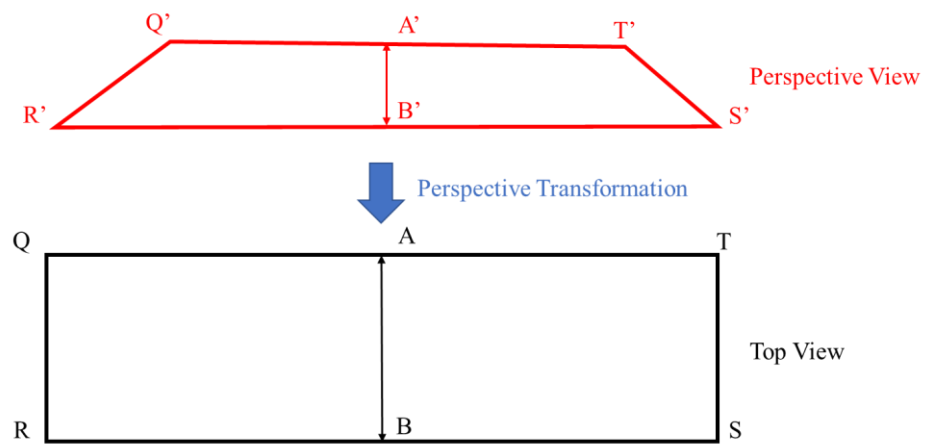 Q’ A’ T’
Perspective View
R’ B’ S’
Perspective Transformation
Q A T
Top View
R B S